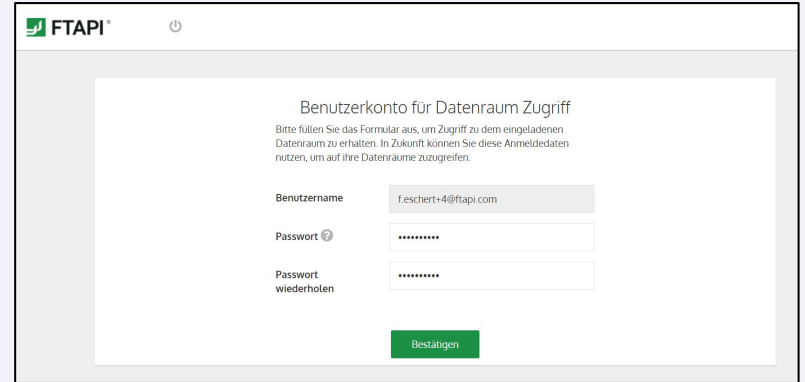 FTAPI®
Benutzerkonto für Datenraum Zugriff
Bitte füllen Sie das Formular aus, um Zugriff zu dem eingeladenen
Datenraum zu erhalten. In Zukunft können Sie diese Anmeldedaten
nutzen, um auf ihre Datenräume zuzugreifen.
Benutzername
f.eschert+4@ftapi.com
Passwort ?
••••••••••
Passwort
wiederholen
••••••••••
Bestätigen